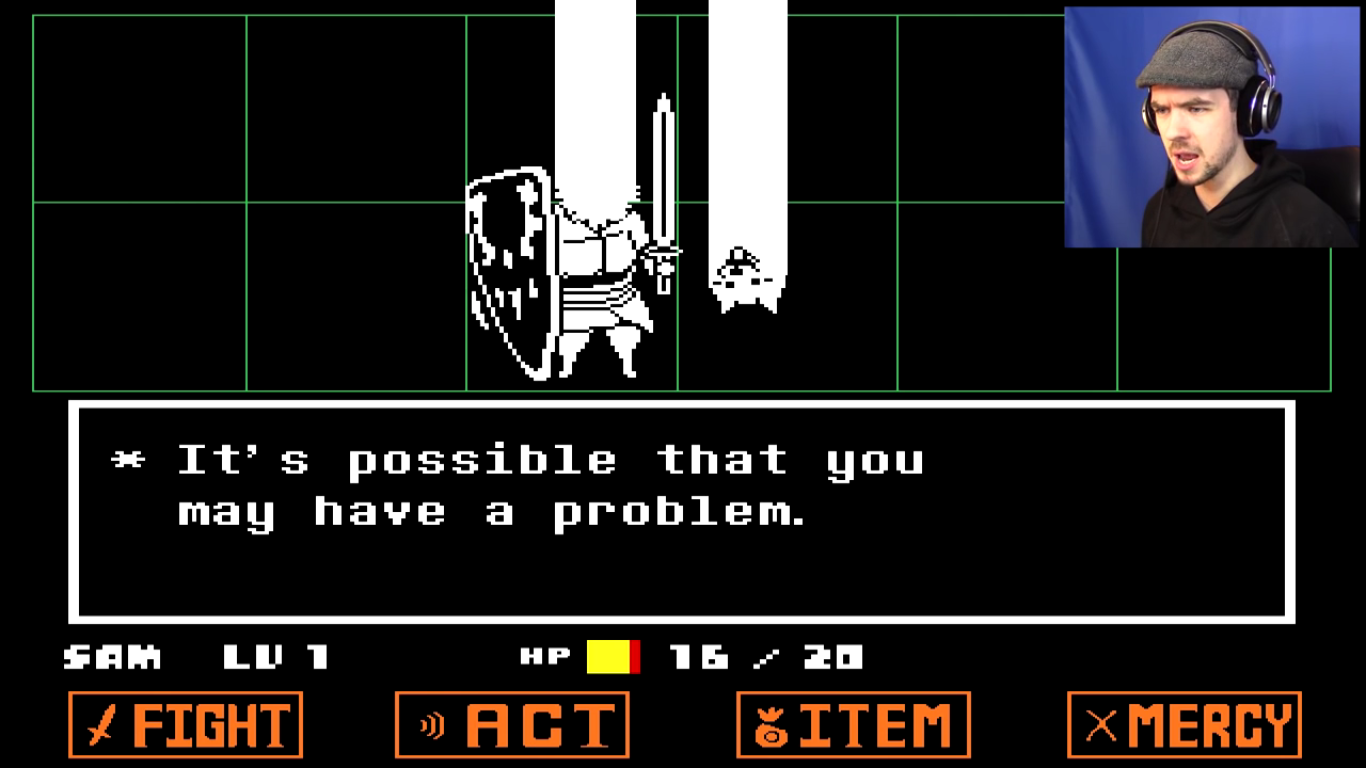 * It's possible that you
may have a problem.
SAM LV 1 HP 16 / 20
FIGHT ACT ITEM MERCY